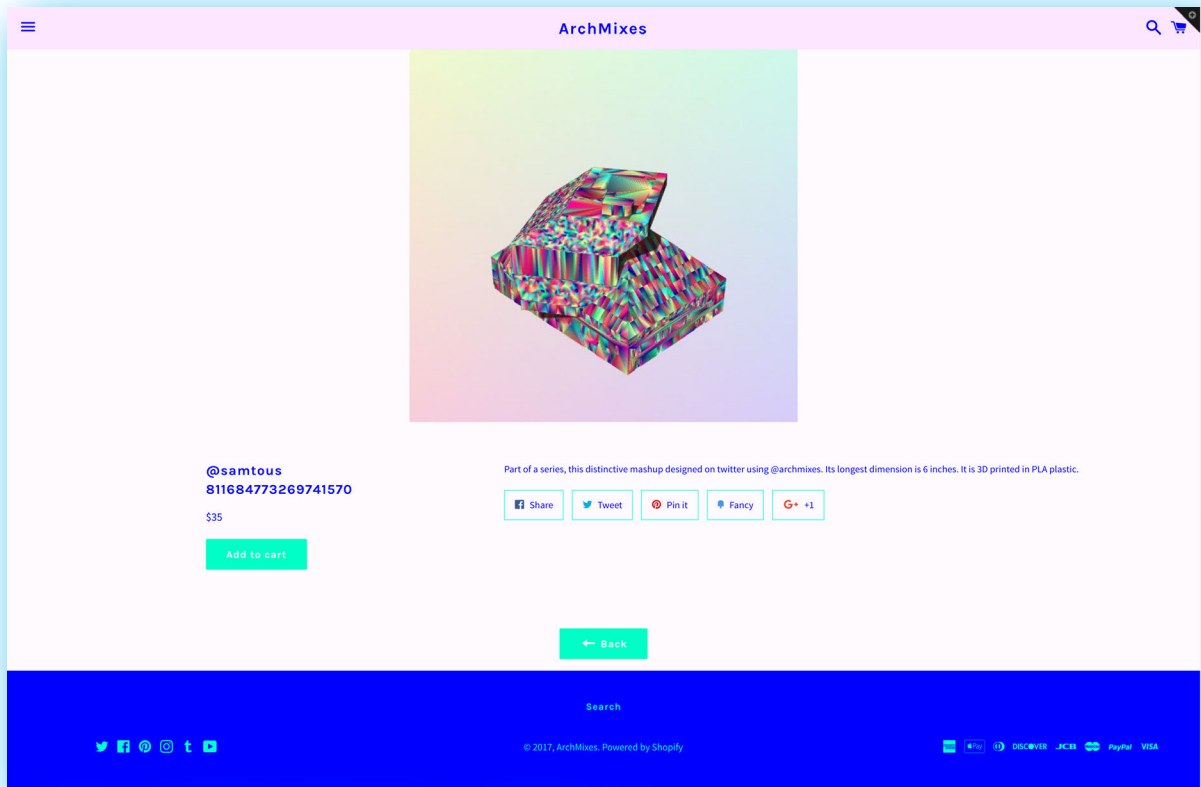 ArchMixes
@samtous
811684773269741570
$35
Add to cart
Part of a series, this distinctive mashup designed on twitter using @archmixes. Its longest dimension is 6 inches. It is 3D printed in PLA plastic.
Share
Tweet
Pin it
Fancy
G+ +1
Back
Search
© 2017, ArchMixes. Powered by Shopify
Pay
DISCOVER
JCB
PayPal
VISA